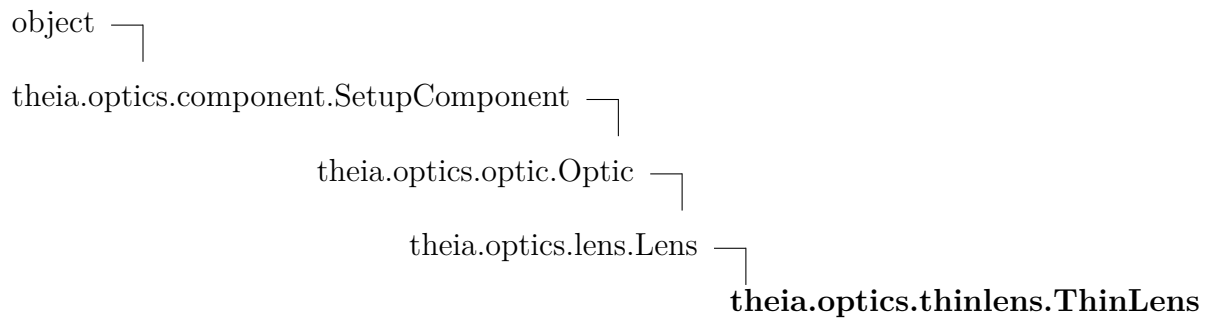 object
theia.optics.component.SetupComponent
theia.optics.optic.Optic
theia.optics.lens.Lens
theia.optics.thinlens.ThinLens